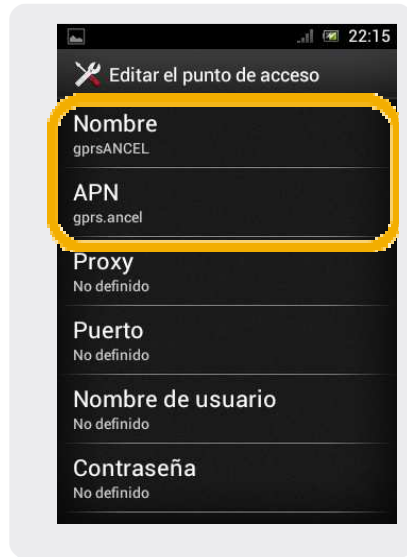 22:15
Editar el punto de acceso
Nombre
gprsANCEL
APN
gprs.ancel
Proxy
No definido
Puerto
No definido
Nombre de usuario
No definido
Contraseña
No definido